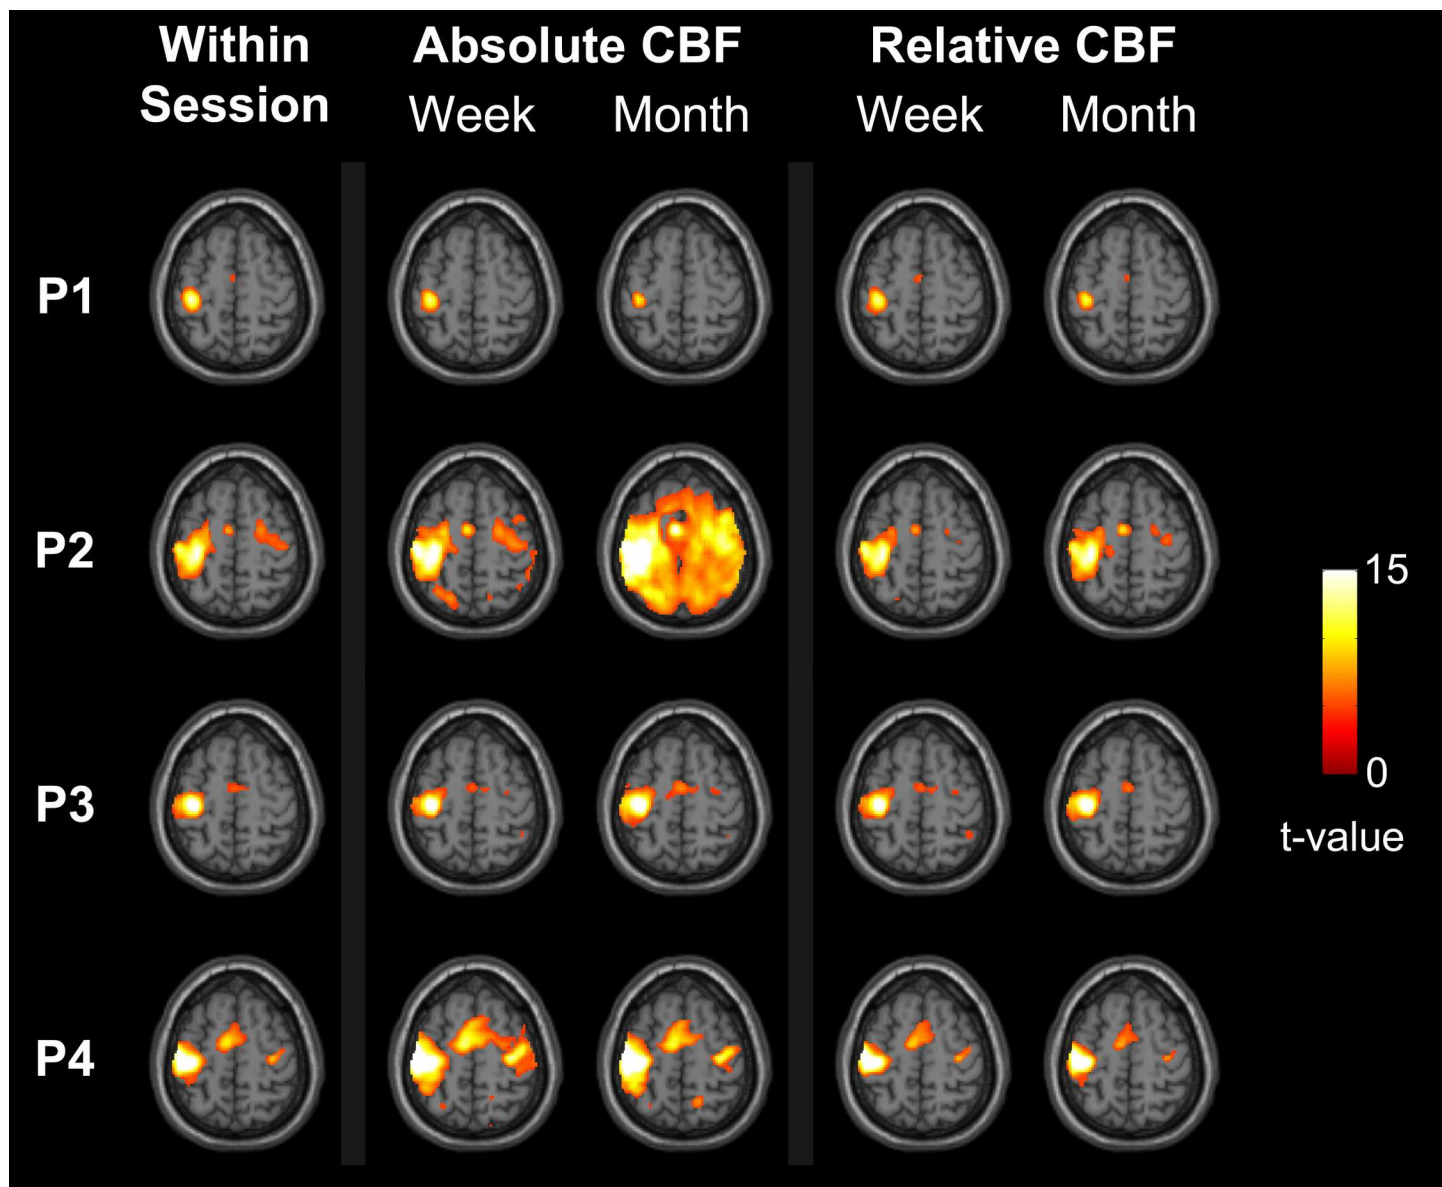 Within
Session
Absolute CBF
Week Month
Relative CBF
Week Month
P1
P2
P3
P4
15
0
t-value